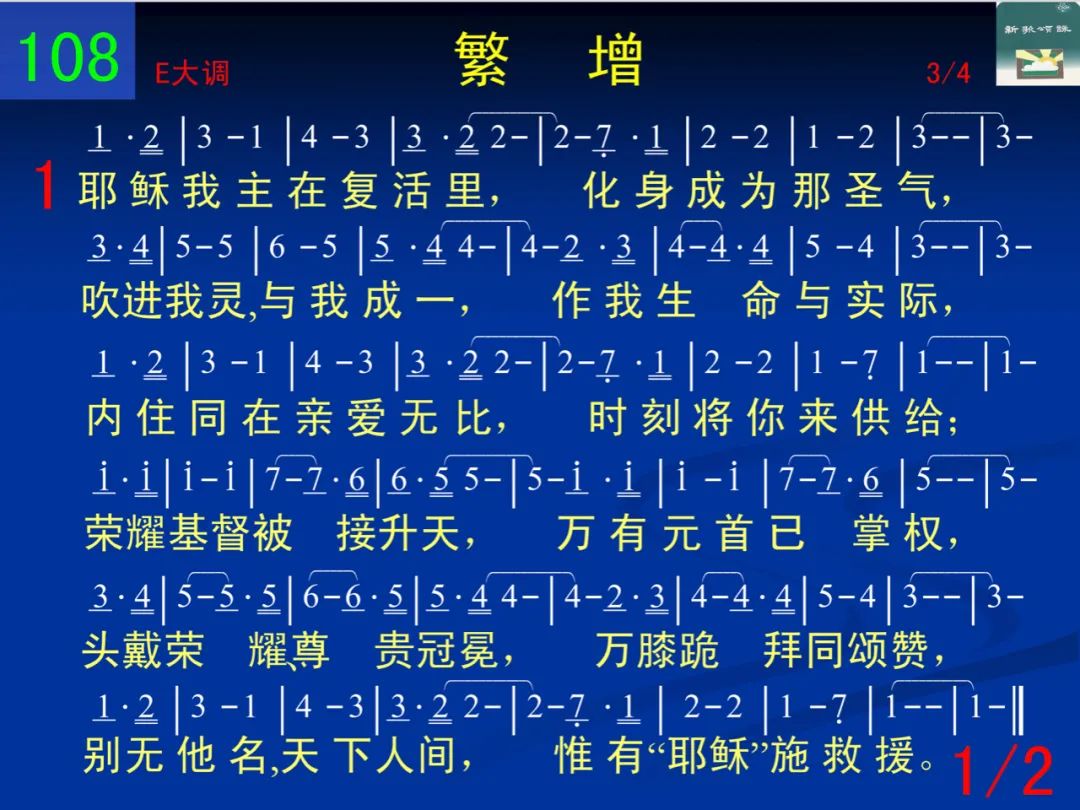 108
E大调
繁 增
3/4
新歌颂咏
1·2|3-1|4-3|3·2 2-|2-7·1|2-2|1-2|3--|3-
1 耶稣我主在复活里， 化身成为那圣气，
3·4|5-5|6-5|5·4 4-|4-2·3|4-4·4|5-4|3--|3-
吹进我灵,与我成一， 作我生 命与实际，
1·2|3-1|4-3|3·2 2-|2-7·1|2-2|1-7|1--|1-
内住同在亲爱无比， 时刻将你来供给；
i·i|i-i|7-7·6|6·5 5-|5-i·i|i-i|7-7·6|5--|5-
荣耀基督被 接升天， 万有元首已 掌权，
3·4|5-5·5|6-6·5|5·4 4-|4-2·3|4-4·4|5-4|3--|3-
头戴荣 耀、尊 贵冠冕， 万膝跪 拜同颂赞，
1·2|3-1|4-3|3·2 2-|2-7·1|2-2|1-7|1--|1-‖
别无他名,天下人间， 惟有“耶稣”施救援。
1/2